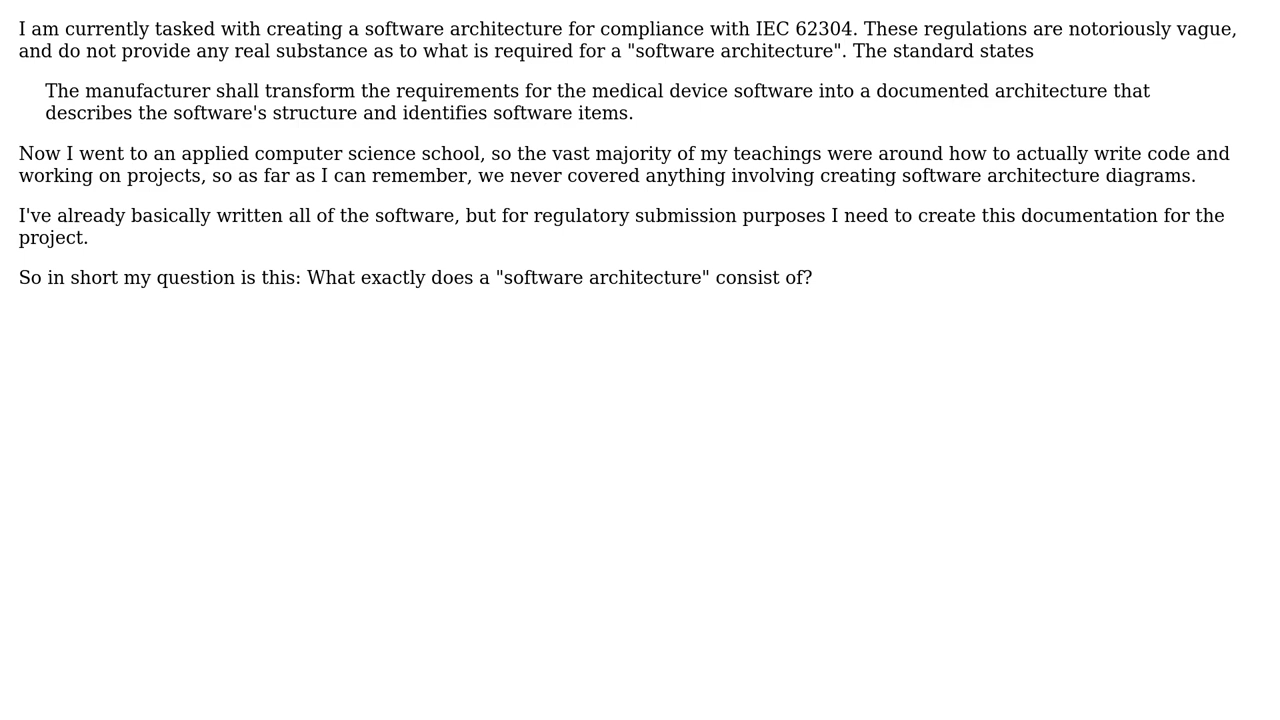 I am currently tasked with creating a software architecture for compliance with IEC 62304. These regulations are notoriously vague,
and do not provide any real substance as to what is required for a "software architecture". The standard states
The manufacturer shall transform the requirements for the medical device software into a documented architecture that
describes the software's structure and identifies software items.
Now I went to an applied computer science school, so the vast majority of my teachings were around how to actually write code and
working on projects, so as far as I can remember, we never covered anything involving creating software architecture diagrams.
I've already basically written all of the software, but for regulatory submission purposes I need to create this documentation for the
project.
So in short my question is this: What exactly does a "software architecture" consist of?